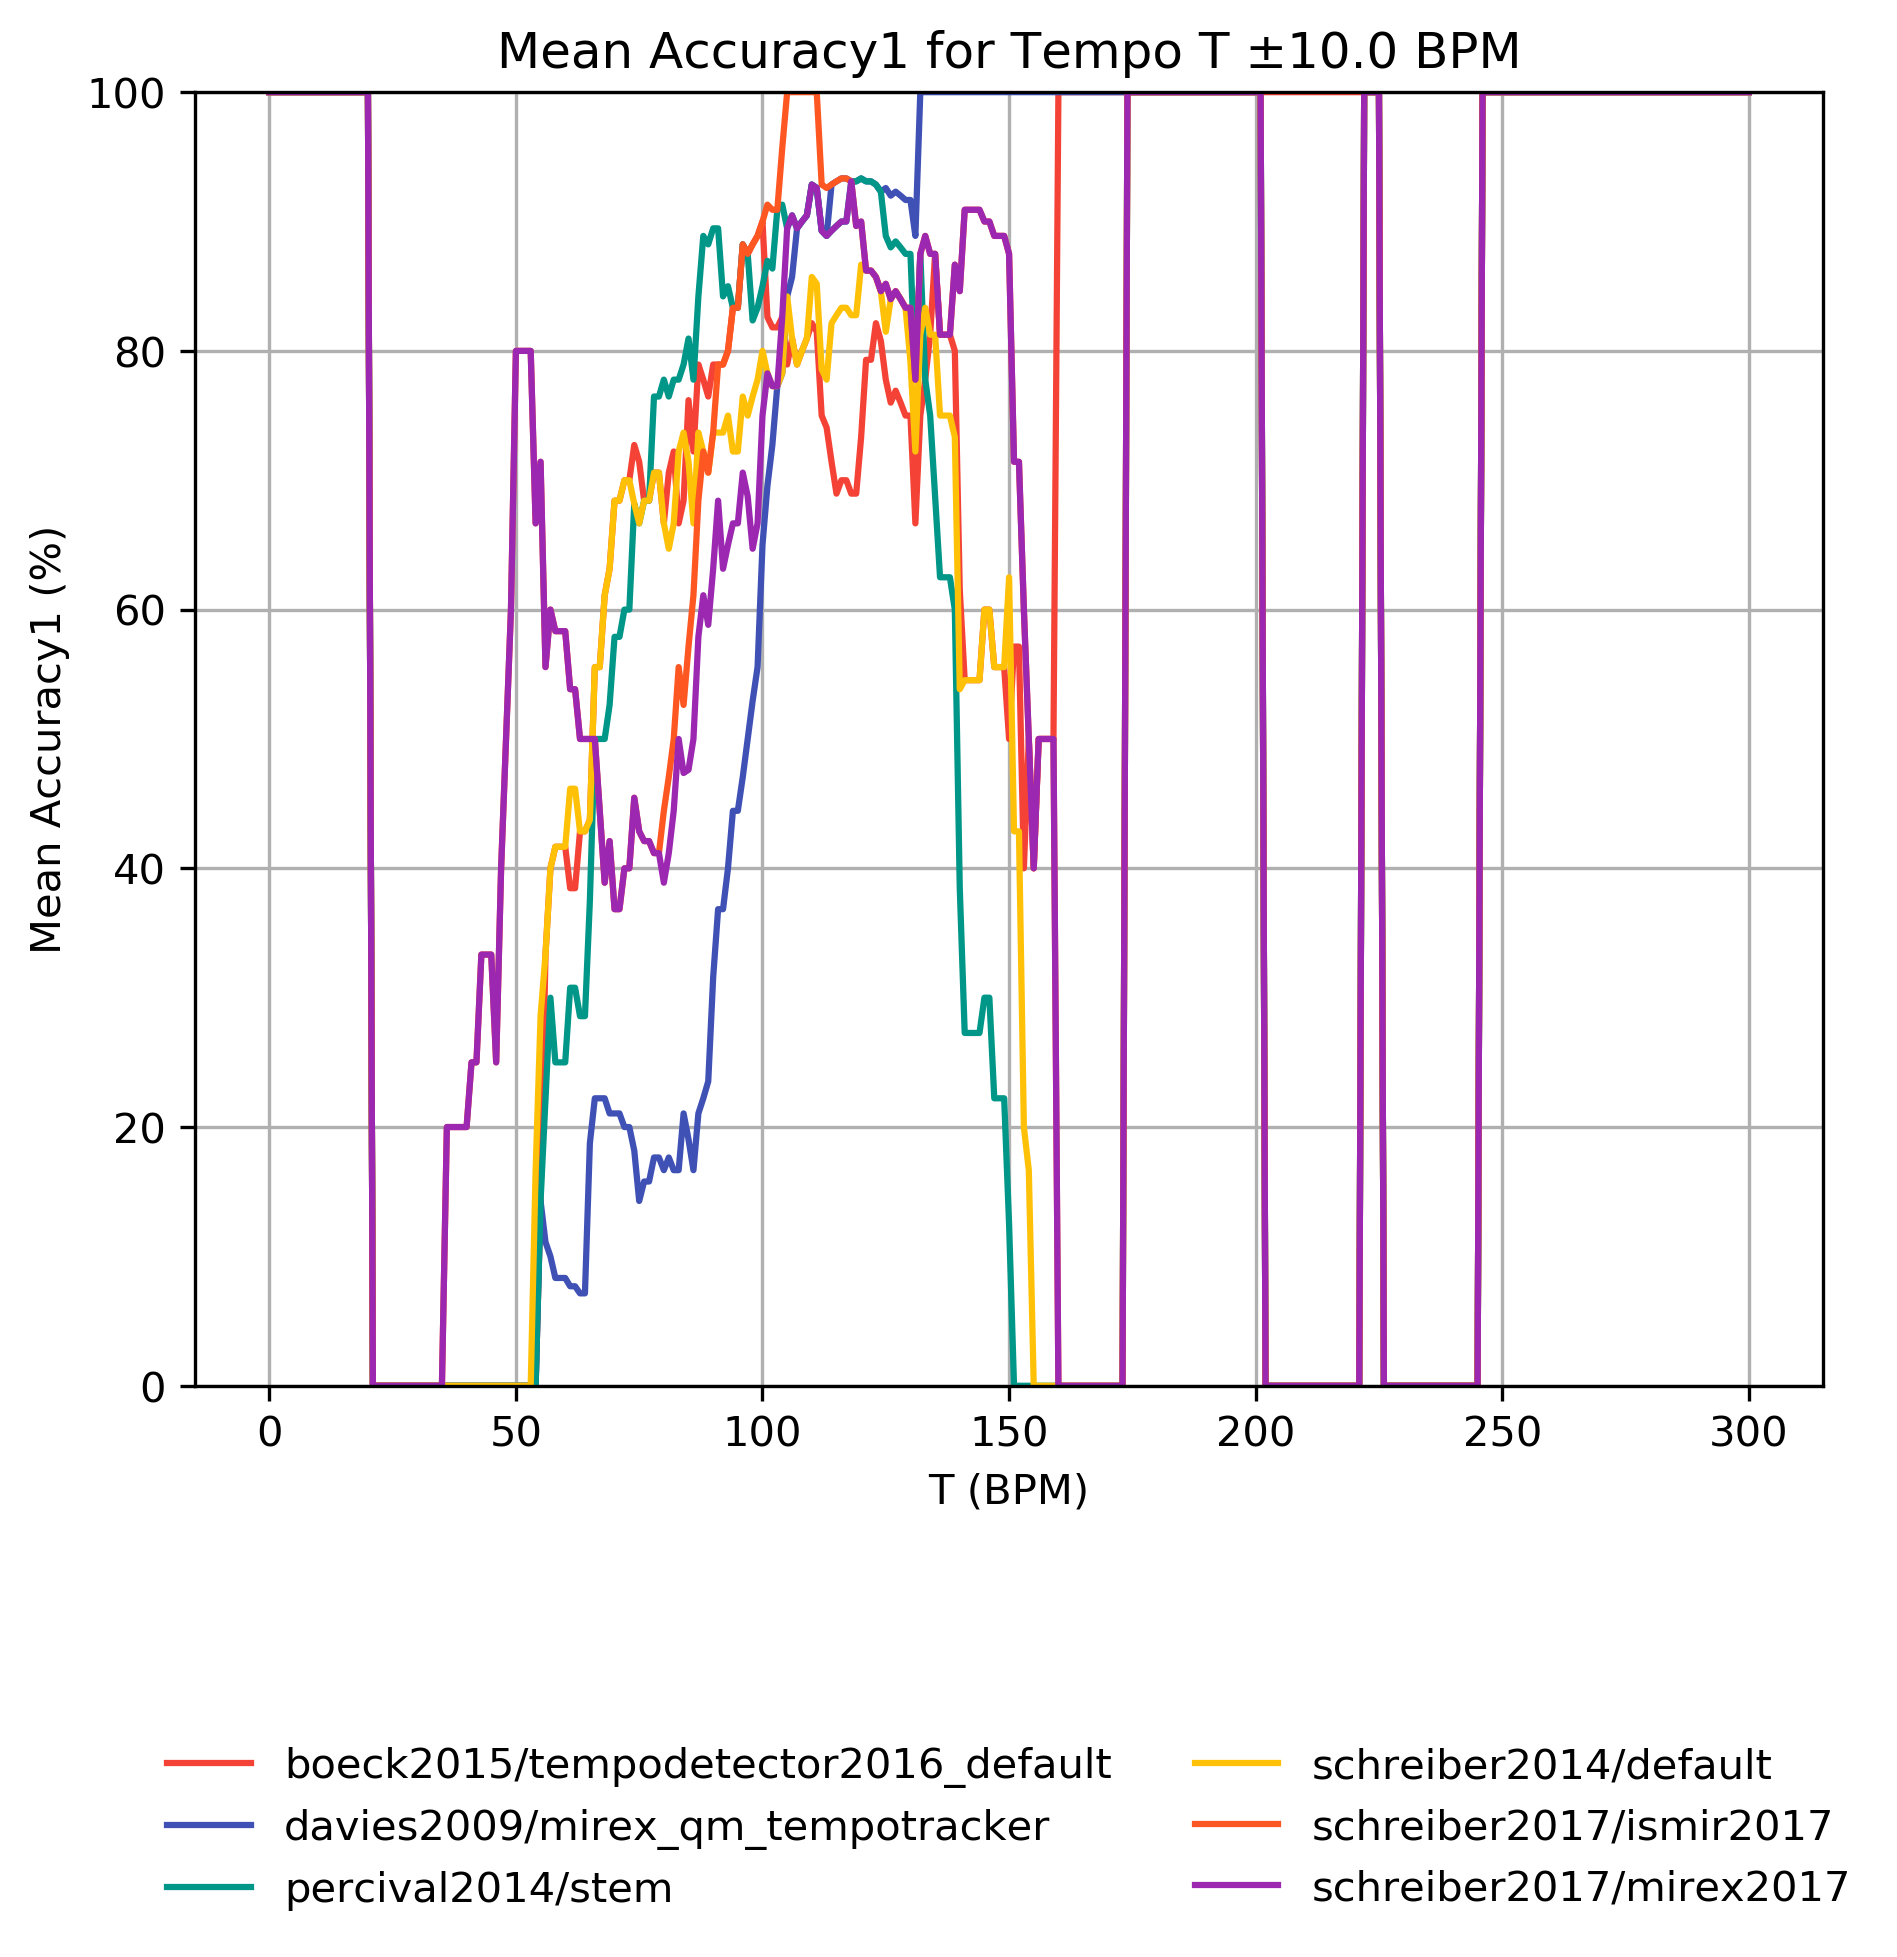 Mean Accuracy1 for Tempo T ±10.0 BPM
100
80
60
40
20
0
Mean Accuracy1 (%)
0 50 100 150 200 250 300
T (BPM)
boeck2015/tempodetector2016_default
davies2009/mirex_qm_tempotracker
percival2014/stem
schreiber2014/default
schreiber2017/ismir2017
schreiber2017/mirex2017